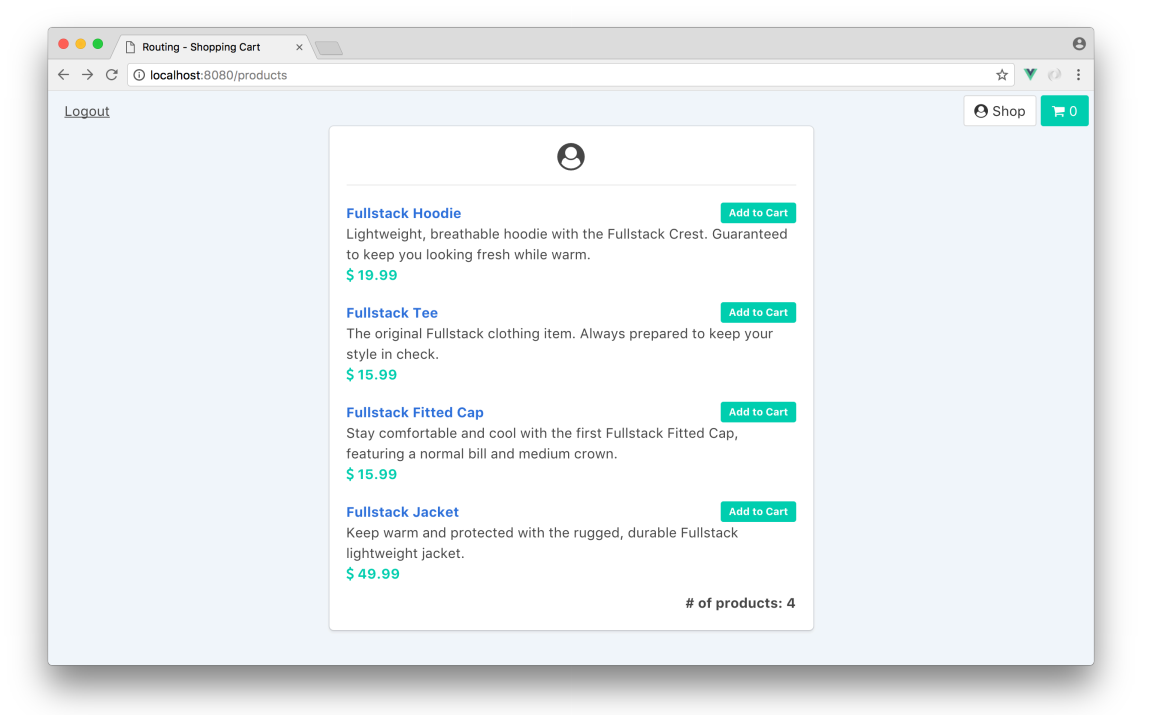 Routing - Shopping Cart
localhost:8080/products
Logout
Shop
0
Fullstack Hoodie
Add to Cart
Lightweight, breathable hoodie with the Fullstack Crest. Guaranteed
to keep you looking fresh while warm.
$ 19.99
Fullstack Tee
Add to Cart
The original Fullstack clothing item. Always prepared to keep your
style in check.
$ 15.99
Fullstack Fitted Cap
Add to Cart
Stay comfortable and cool with the first Fullstack Fitted Cap,
featuring a normal bill and medium crown.
$ 15.99
Fullstack Jacket
Add to Cart
Keep warm and protected with the rugged, durable Fullstack
lightweight jacket.
$ 49.99
# of products: 4